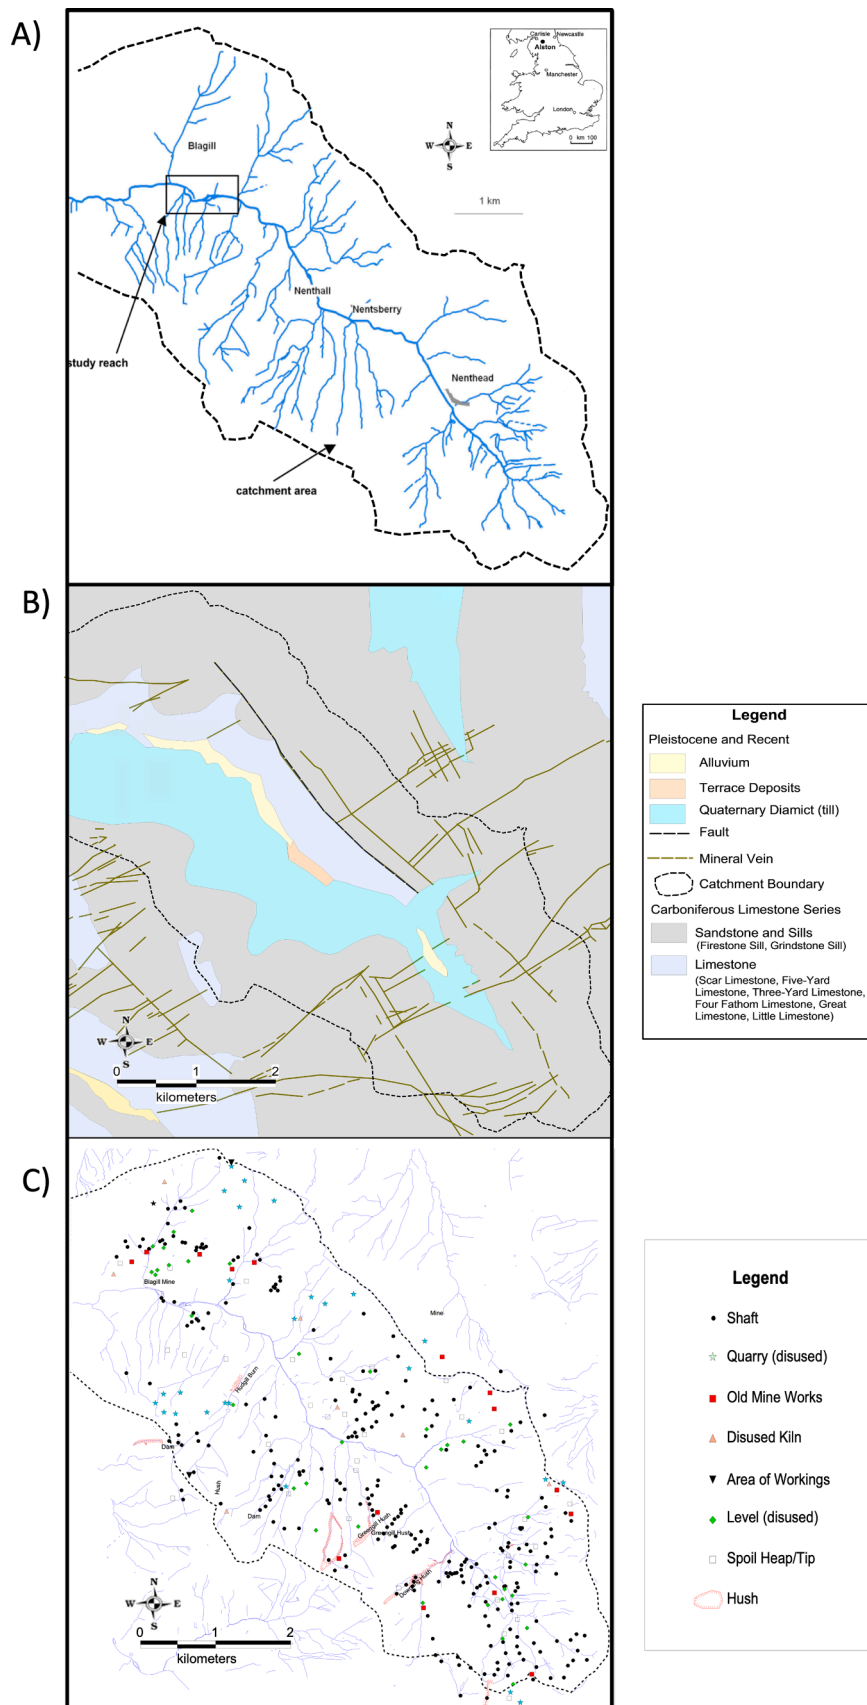 A)
Carlisle
Newcastle
Alston
Manchester
London
0 km 100
Blagill
N
W E
S
1 km
Nenthall
Nentsberry
study reach
Nenthead
catchment area
B)
N
W E
S
0 1 2
kilometers
Legend
Pleistocene and Recent
Alluvium
Terrace Deposits
Quaternary Diamict (till)
Fault
Mineral Vein
Catchment Boundary
Carboniferous Limestone Series
Sandstone and Sills
(Firestone Sill, Grindstone Sill)
Limestone
(Scar Limestone, Five-Yard
Limestone, Three-Yard Limestone,
Four Fathom Limestone, Great
Limestone, Little Limestone)
C)
Blagill Mine
Mine
Hudgill Burn
Dam
Hush
Dam
Greengill Hush
Greengill Hush
N
W E
S
0 1 2
kilometers
Legend
Shaft
Quarry (disused)
Old Mine Works
Disused Kiln
Area of Workings
Level (disused)
Spoil Heap/Tip
Hush